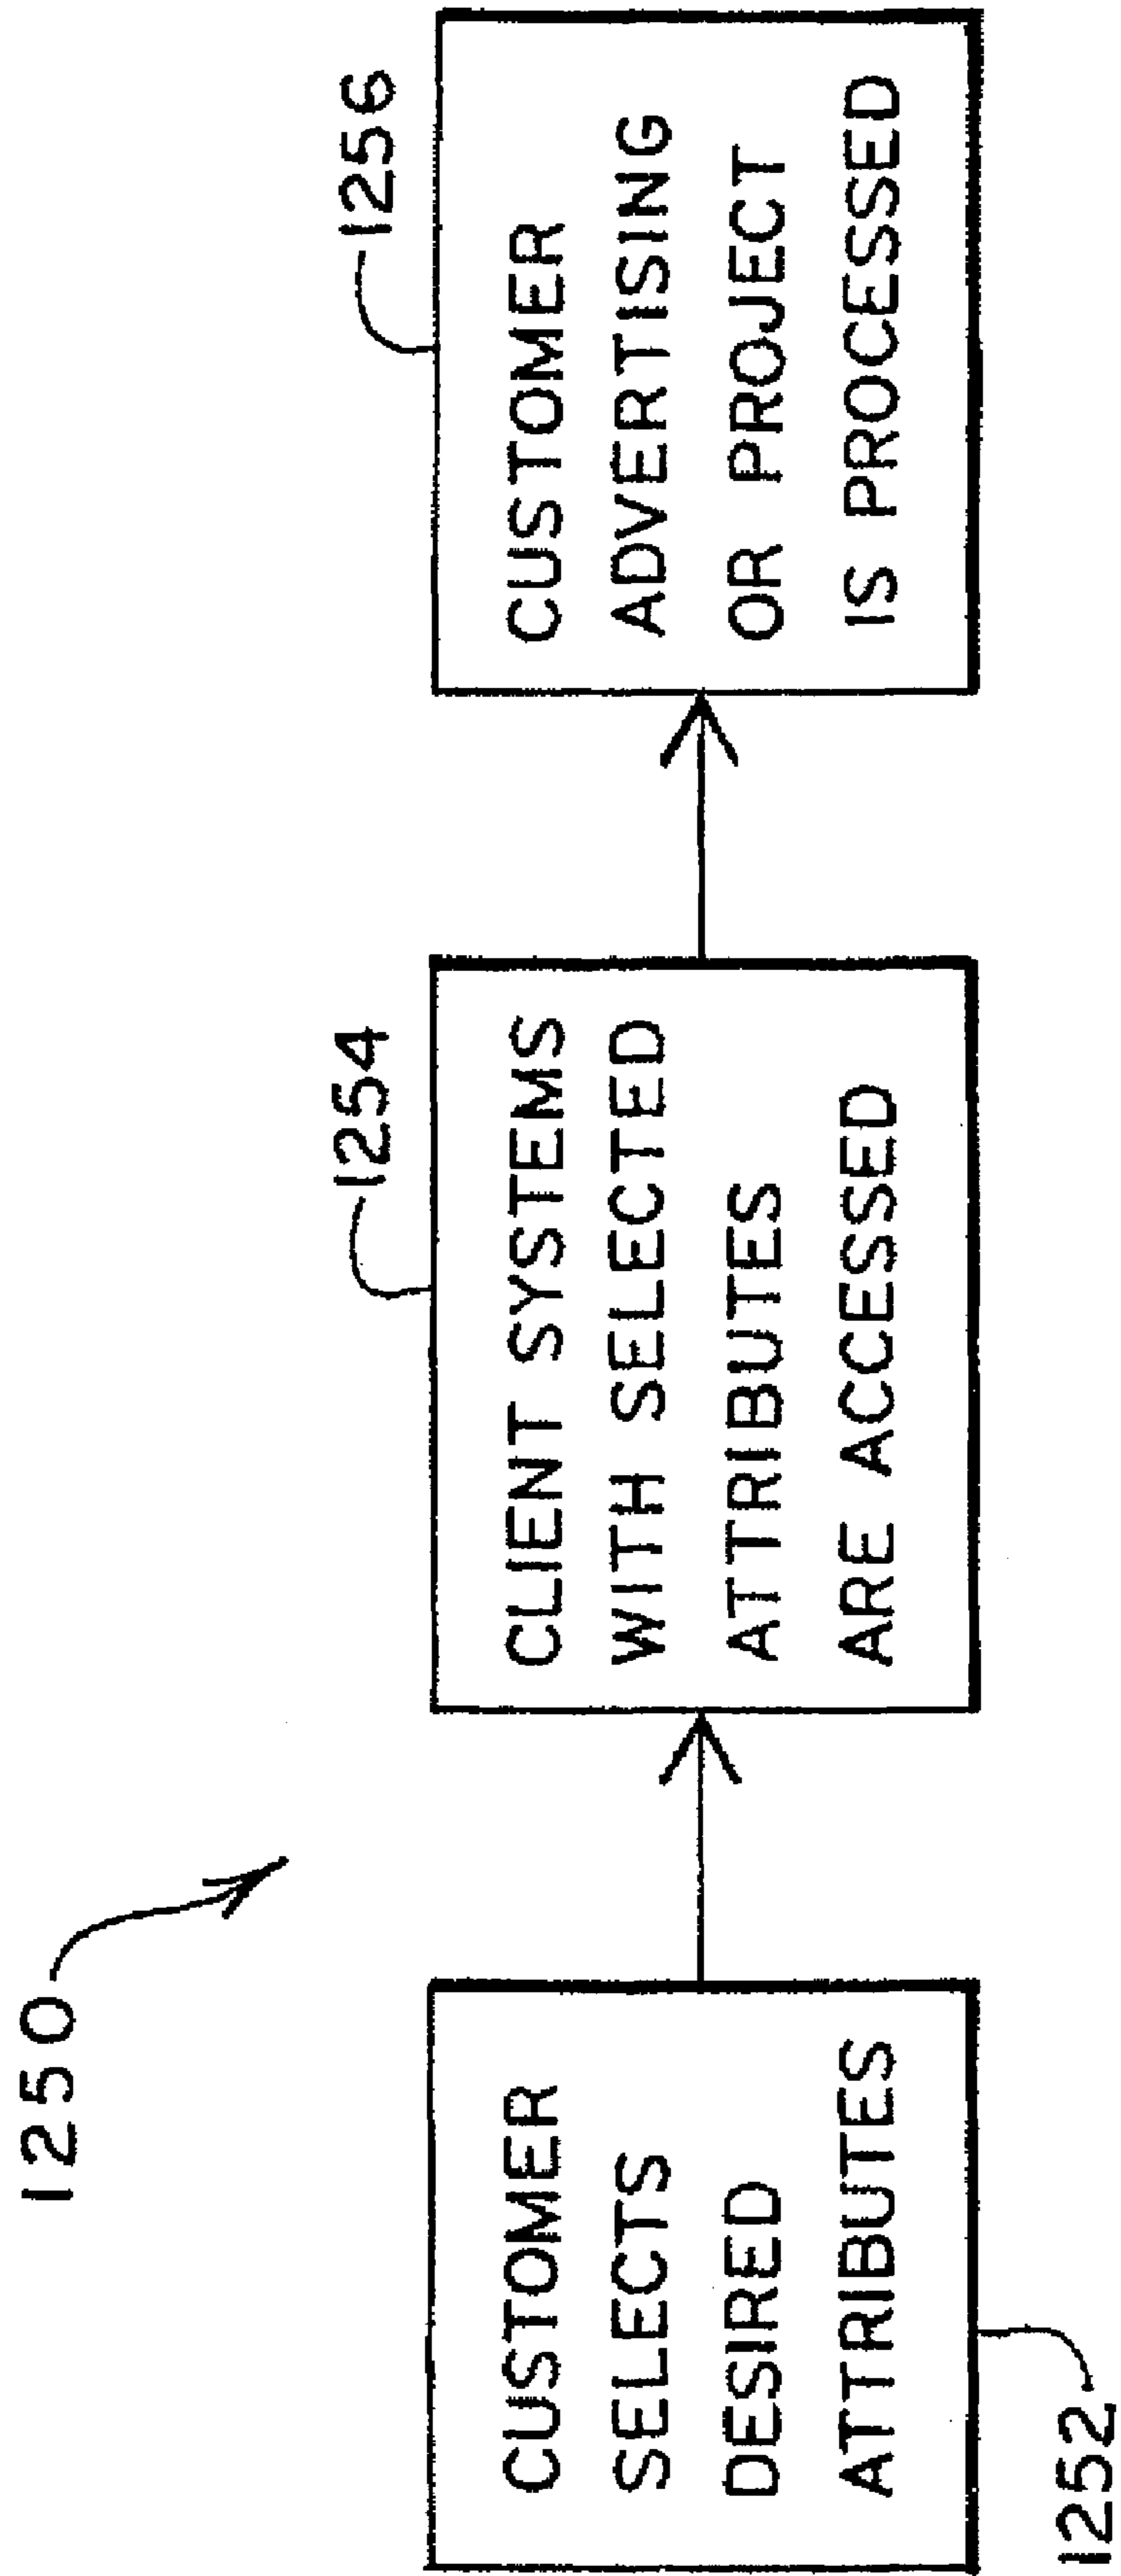 1250
CUSTOMER
SELECTS
DESIRED
ATTRIBUTES
1252
CLIENT SYSTEMS
WITH SELECTED
ATTRIBUTES
ARE ACCESSED
1254
CUSTOMER
ADVERTISING
OR PROJECT
IS PROCESSED
1256